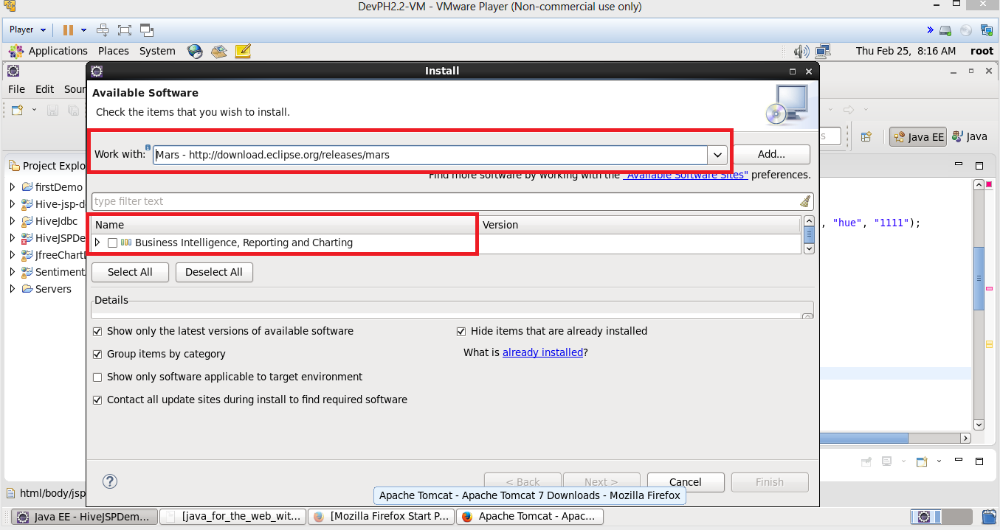 DevPH2.2-VM - VMware Player (Non-commercial use only)
Player
Applications Places System Thu Feb 25, 8:16 AM root
Install
File Edit Sour
Available Software
Check the items that you wish to install.
Work with: Mars - http://download.eclipse.org/releases/mars Add...
s Java EE Java
Project Explo
Find more software by working with the "Available Software Sites" preferences.
type filter text
Name Version
Business Intelligence, Reporting and Charting
Select All Deselect All
Details
Show only the latest versions of available software Hide items that are already installed
Group items by category What is already installed?
Show only software applicable to target environment
Contact all update sites during install to find required software
firstDemo
Hive-jsp-d
HiveJdbc
HiveJSPDe
JfreeChart
Sentiment
Servers
, "hue", "1111");
? < Back Next > Cancel Finish
html/body/jsp
Apache Tomcat - Apache Tomcat 7 Downloads - Mozilla Firefox
Java EE - HiveJSPDem... [java_for_the_web_wit... [Mozilla Firefox Start P... Apache Tomcat - Apac...